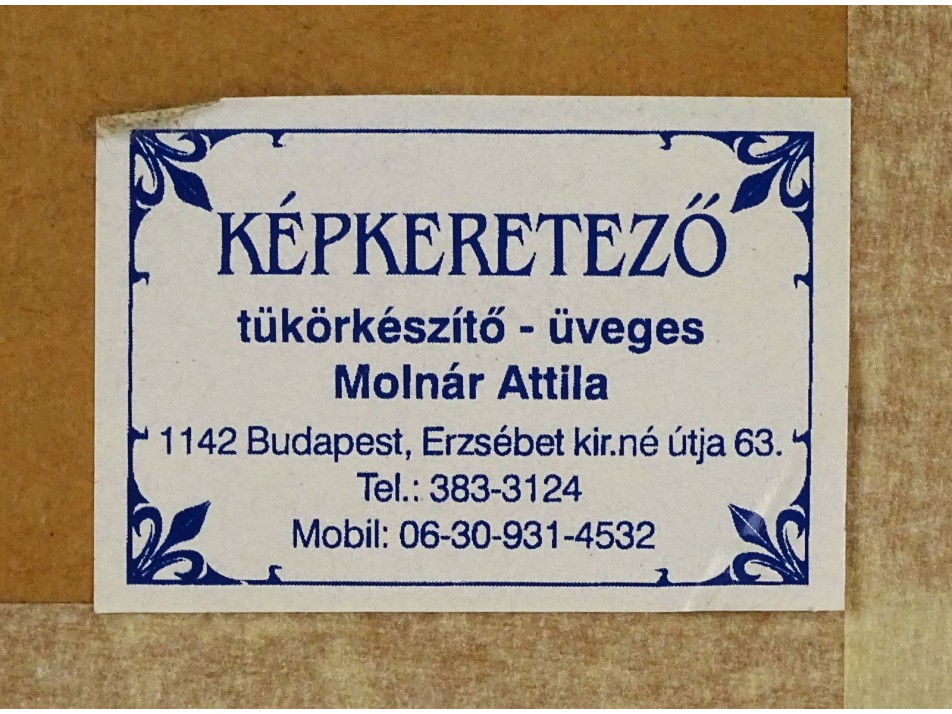 KÉPKERETEZŐ
tükörkészítő - üveges
Molnár Attila
1142 Budapest, Erzsébet kir.né útja 63.
Tel.: 383-3124
Mobil: 06-30-931-4532